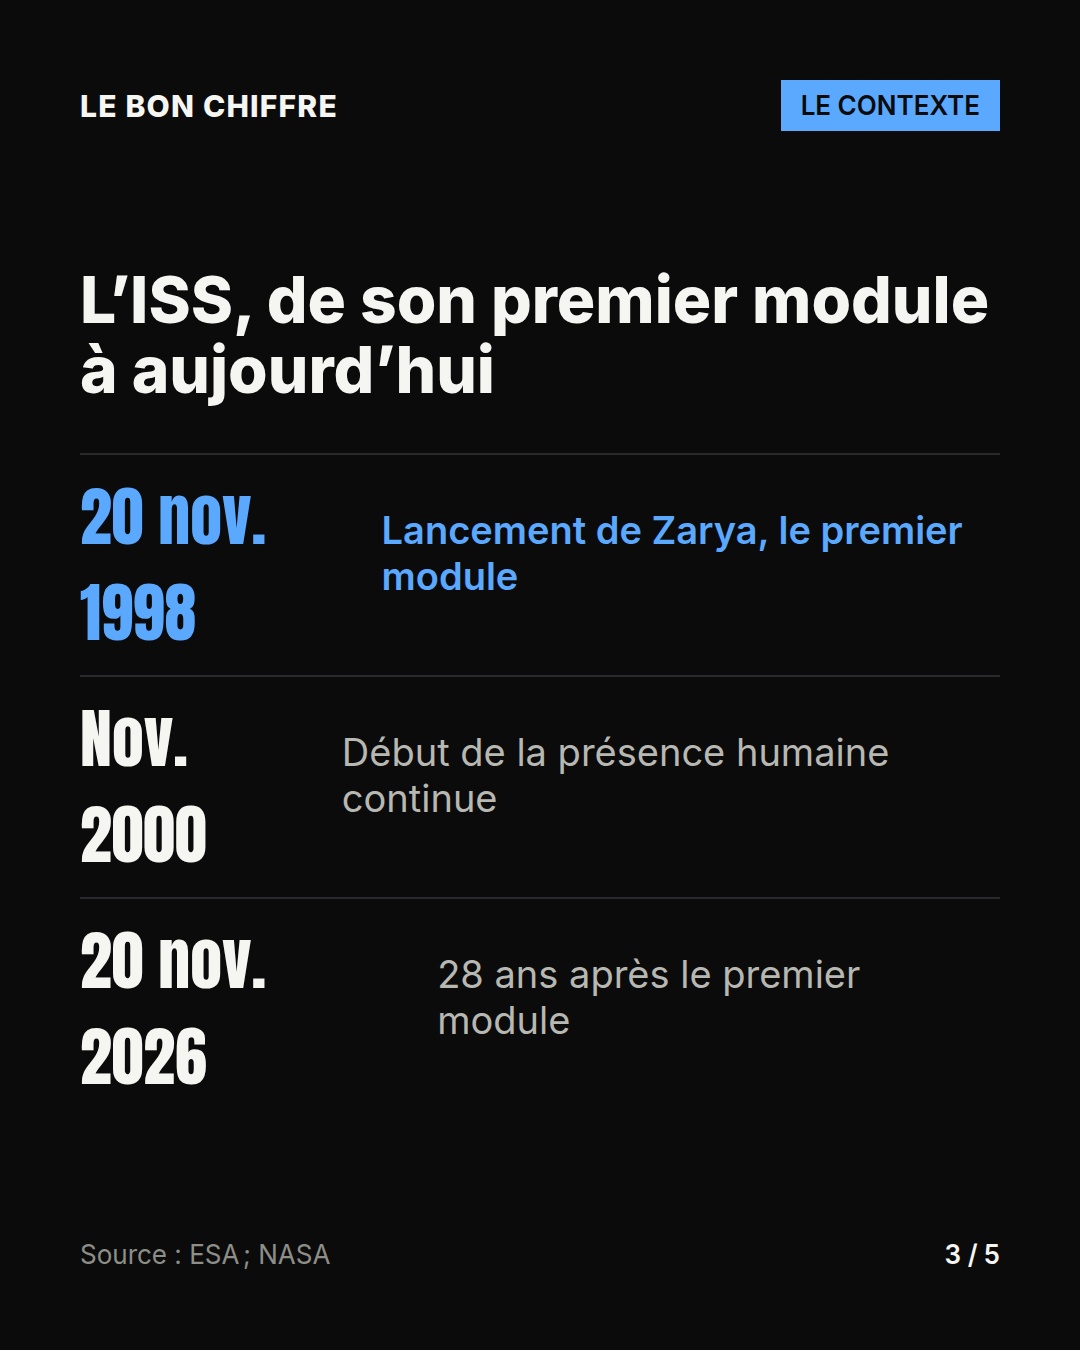 LE BON CHIFFRE
LE CONTEXTE
L’ISS, de son premier module
à aujourd’hui
20 nov.
1998
Lancement de Zarya, le premier
module
Nov.
2000
Début de la présence humaine
continue
20 nov.
2026
28 ans après le premier
module
Source : ESA ; NASA
3 / 5